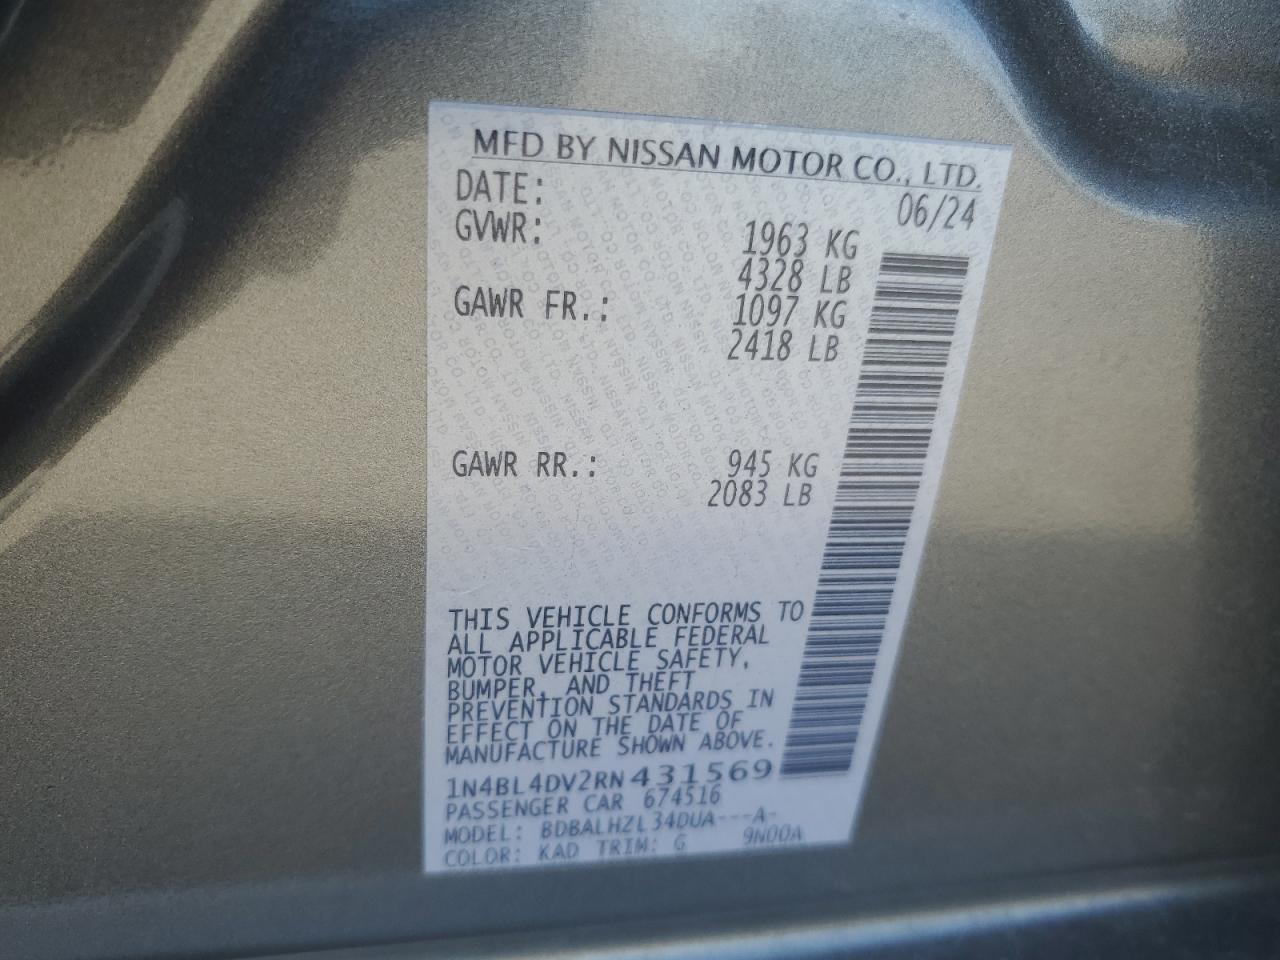 MFD BY NISSAN MOTOR CO., LTD.
DATE: 06/24
GVWR: 1963 KG
4328 LB
GAWR FR.: 1097 KG
2418 LB
GAWR RR.: 945 KG
2083 LB
THIS VEHICLE CONFORMS TO
ALL APPLICABLE FEDERAL
MOTOR VEHICLE SAFETY,
BUMPER, AND THEFT
PREVENTION STANDARDS IN
EFFECT ON THE DATE OF
MANUFACTURE SHOWN ABOVE.
1N4BL4DV2RN431569
PASSENGER CAR 674516
MODEL: BDBALHZL34DUA---A-
COLOR: KAD TRIM: G 9N00A